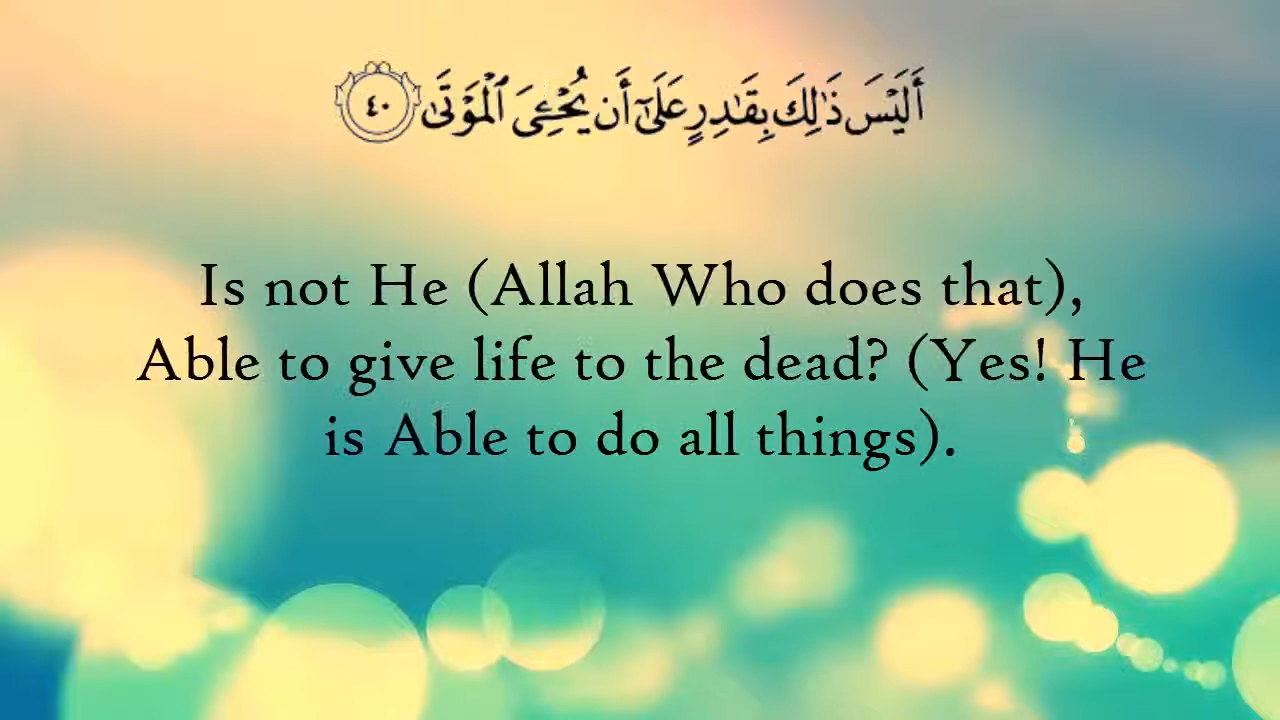 أَلَيْسَ ذَٰلِكَ بِقَٰدِرٍ عَلَىٰٓ أَن يُحْـِۧىَ ٱلْمَوْتَىٰ ٤٠
Is not He (Allah Who does that),
Able to give life to the dead? (Yes! He
is Able to do all things).